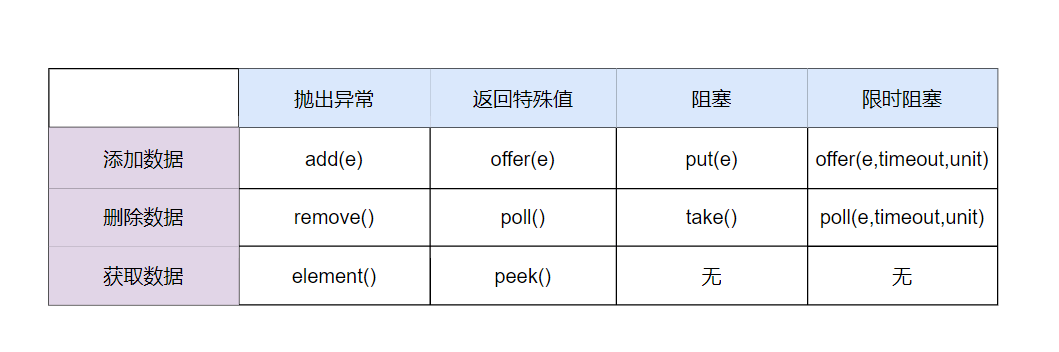 抛出异常 返回特殊值 阻塞 限时阻塞
添加数据 add(e) offer(e) put(e) offer(e,timeout,unit)
删除数据 remove() poll() take() poll(e,timeout,unit)
获取数据 element() peek() 无 无